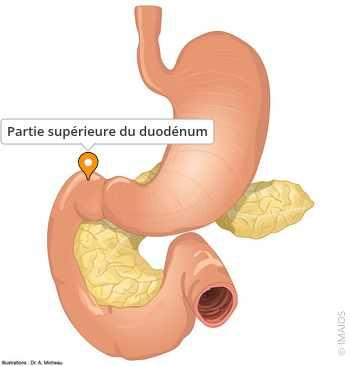 Partie supérieure du duodénum
© IMAIOS
Illustrations : Dr. A. Micheau